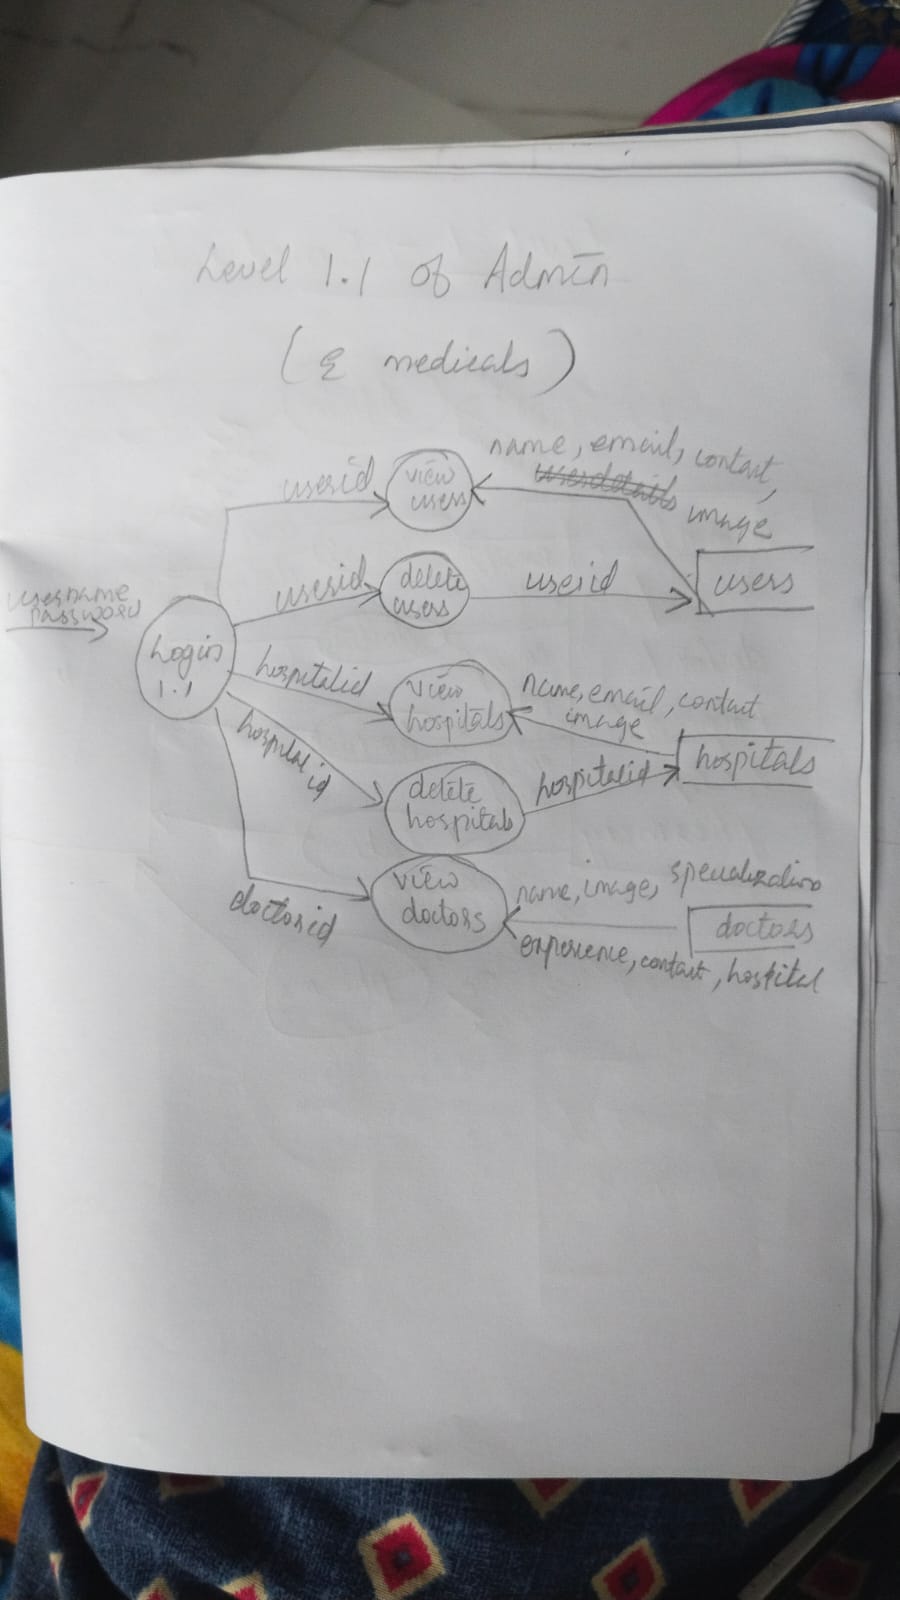 Level 1.1 of Admin
(E medicals)
name, email, contact,
userid
view
users
userdetails
image
username
password
userid
delete
users
userid
users
Login
1.1
hospitalid
view
hospitals
name, email, contact
image
hospitals
hospitalid
delete
hospitals
hospitalid
doctorid
view
doctors
name, image, specialization
doctors
experience, contact, hospital